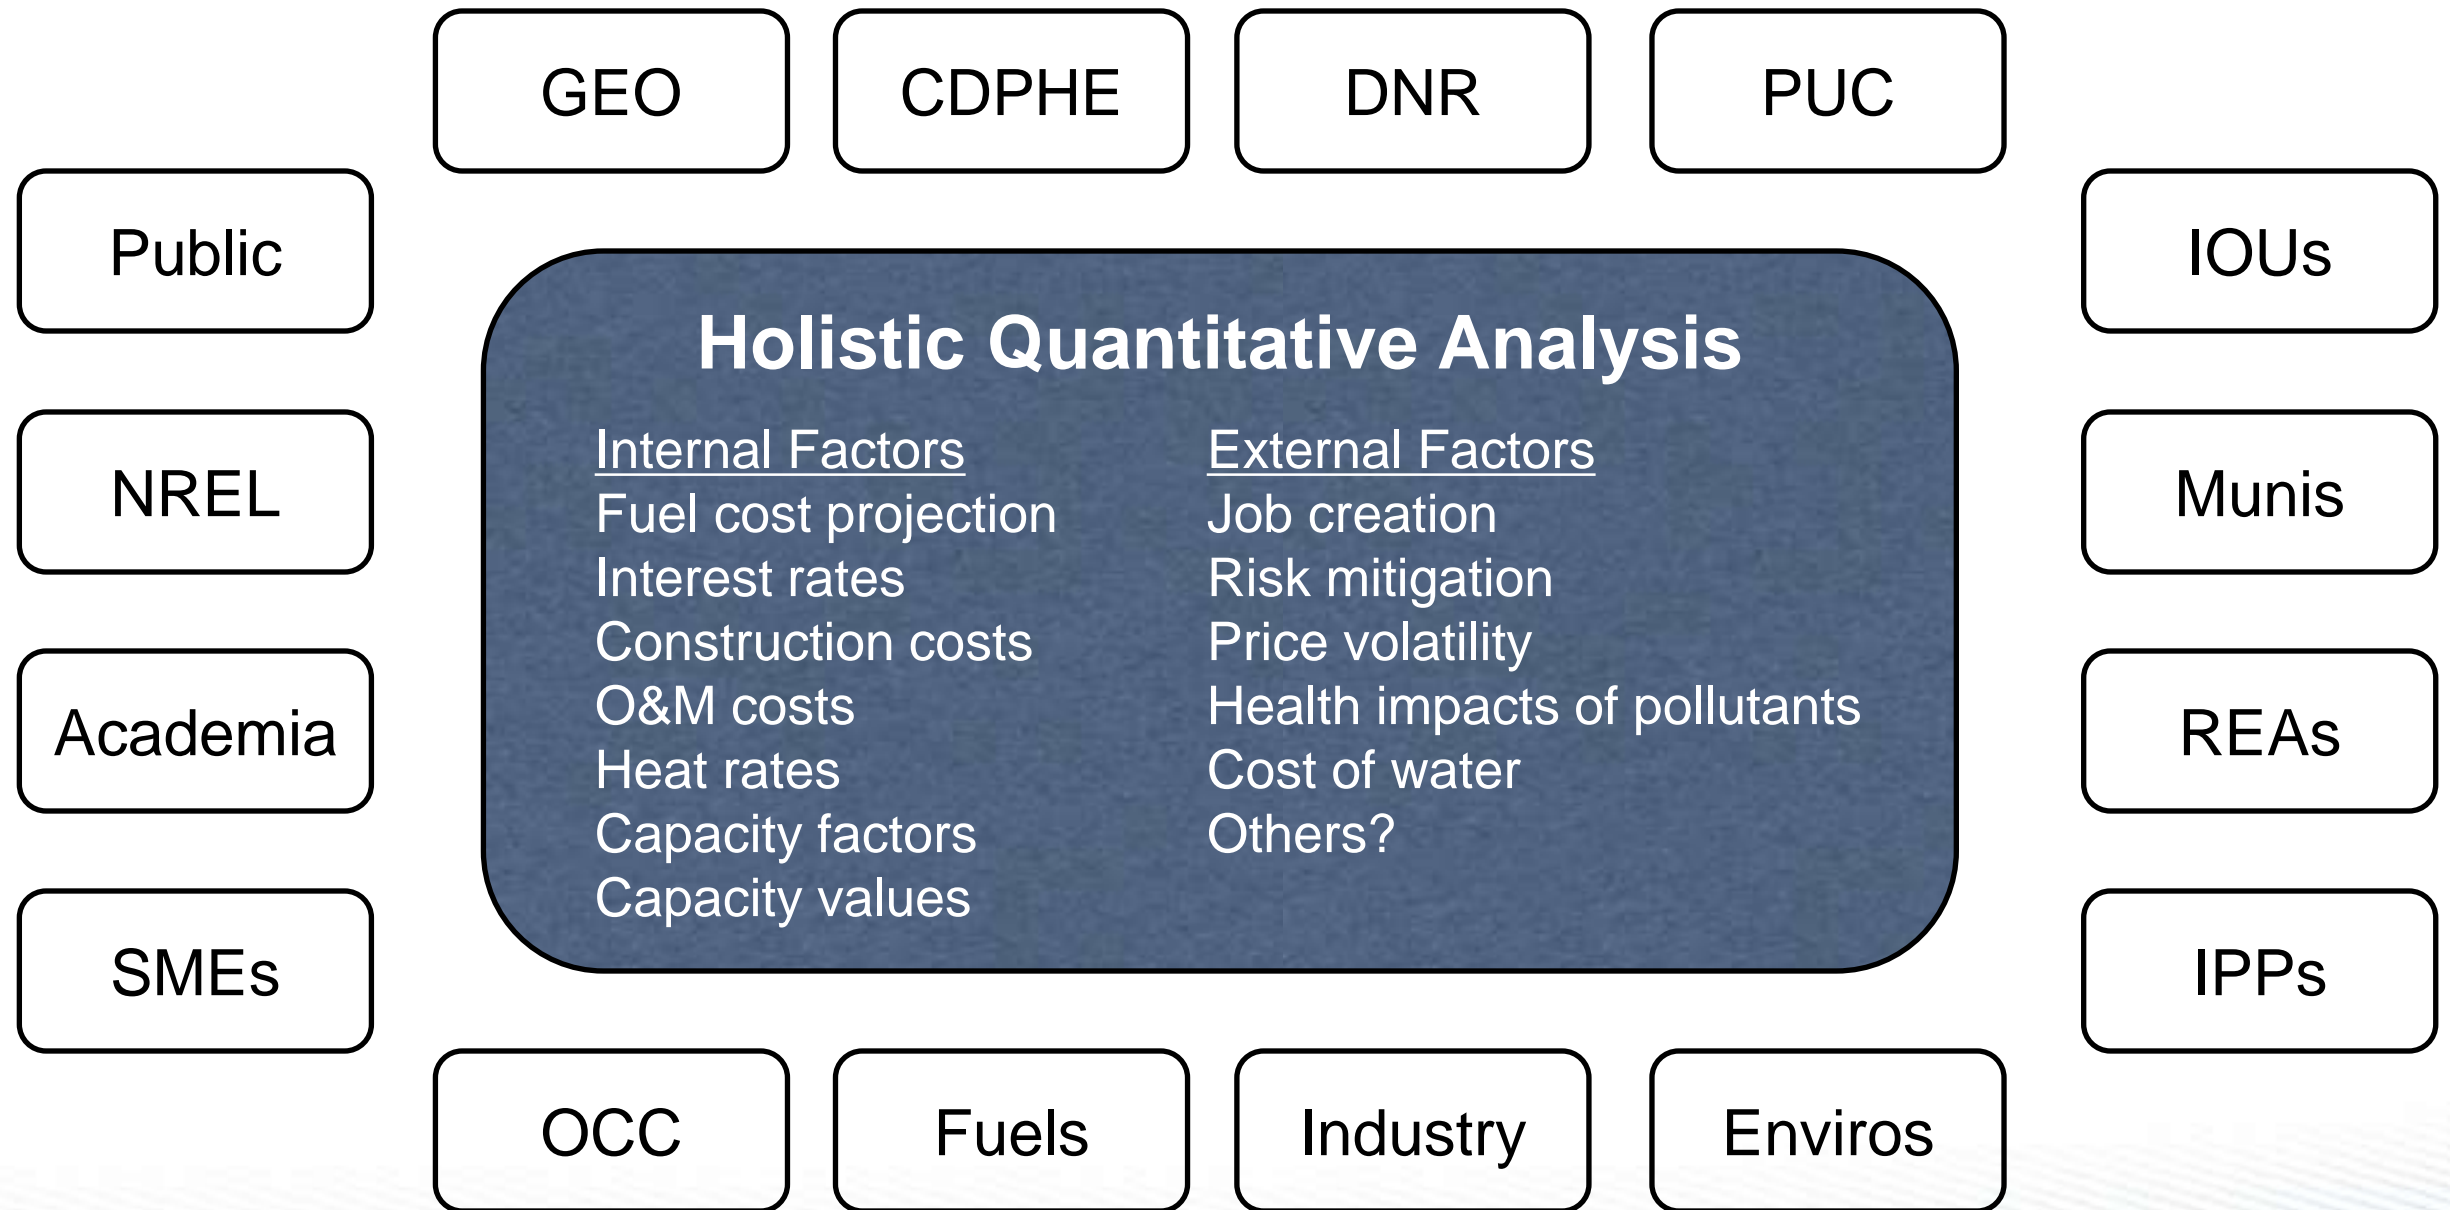 GEO
CDPHE
DNR
PUC
Public
NREL
Academia
SMEs
Holistic Quantitative Analysis
Internal Factors
Fuel cost projection
Interest rates
Construction costs
O&M costs
Heat rates
Capacity factors
Capacity values
External Factors
Job creation
Risk mitigation
Price volatility
Health impacts of pollutants
Cost of water
Others?
IOUs
Munis
REAs
IPPs
OCC
Fuels
Industry
Enviros